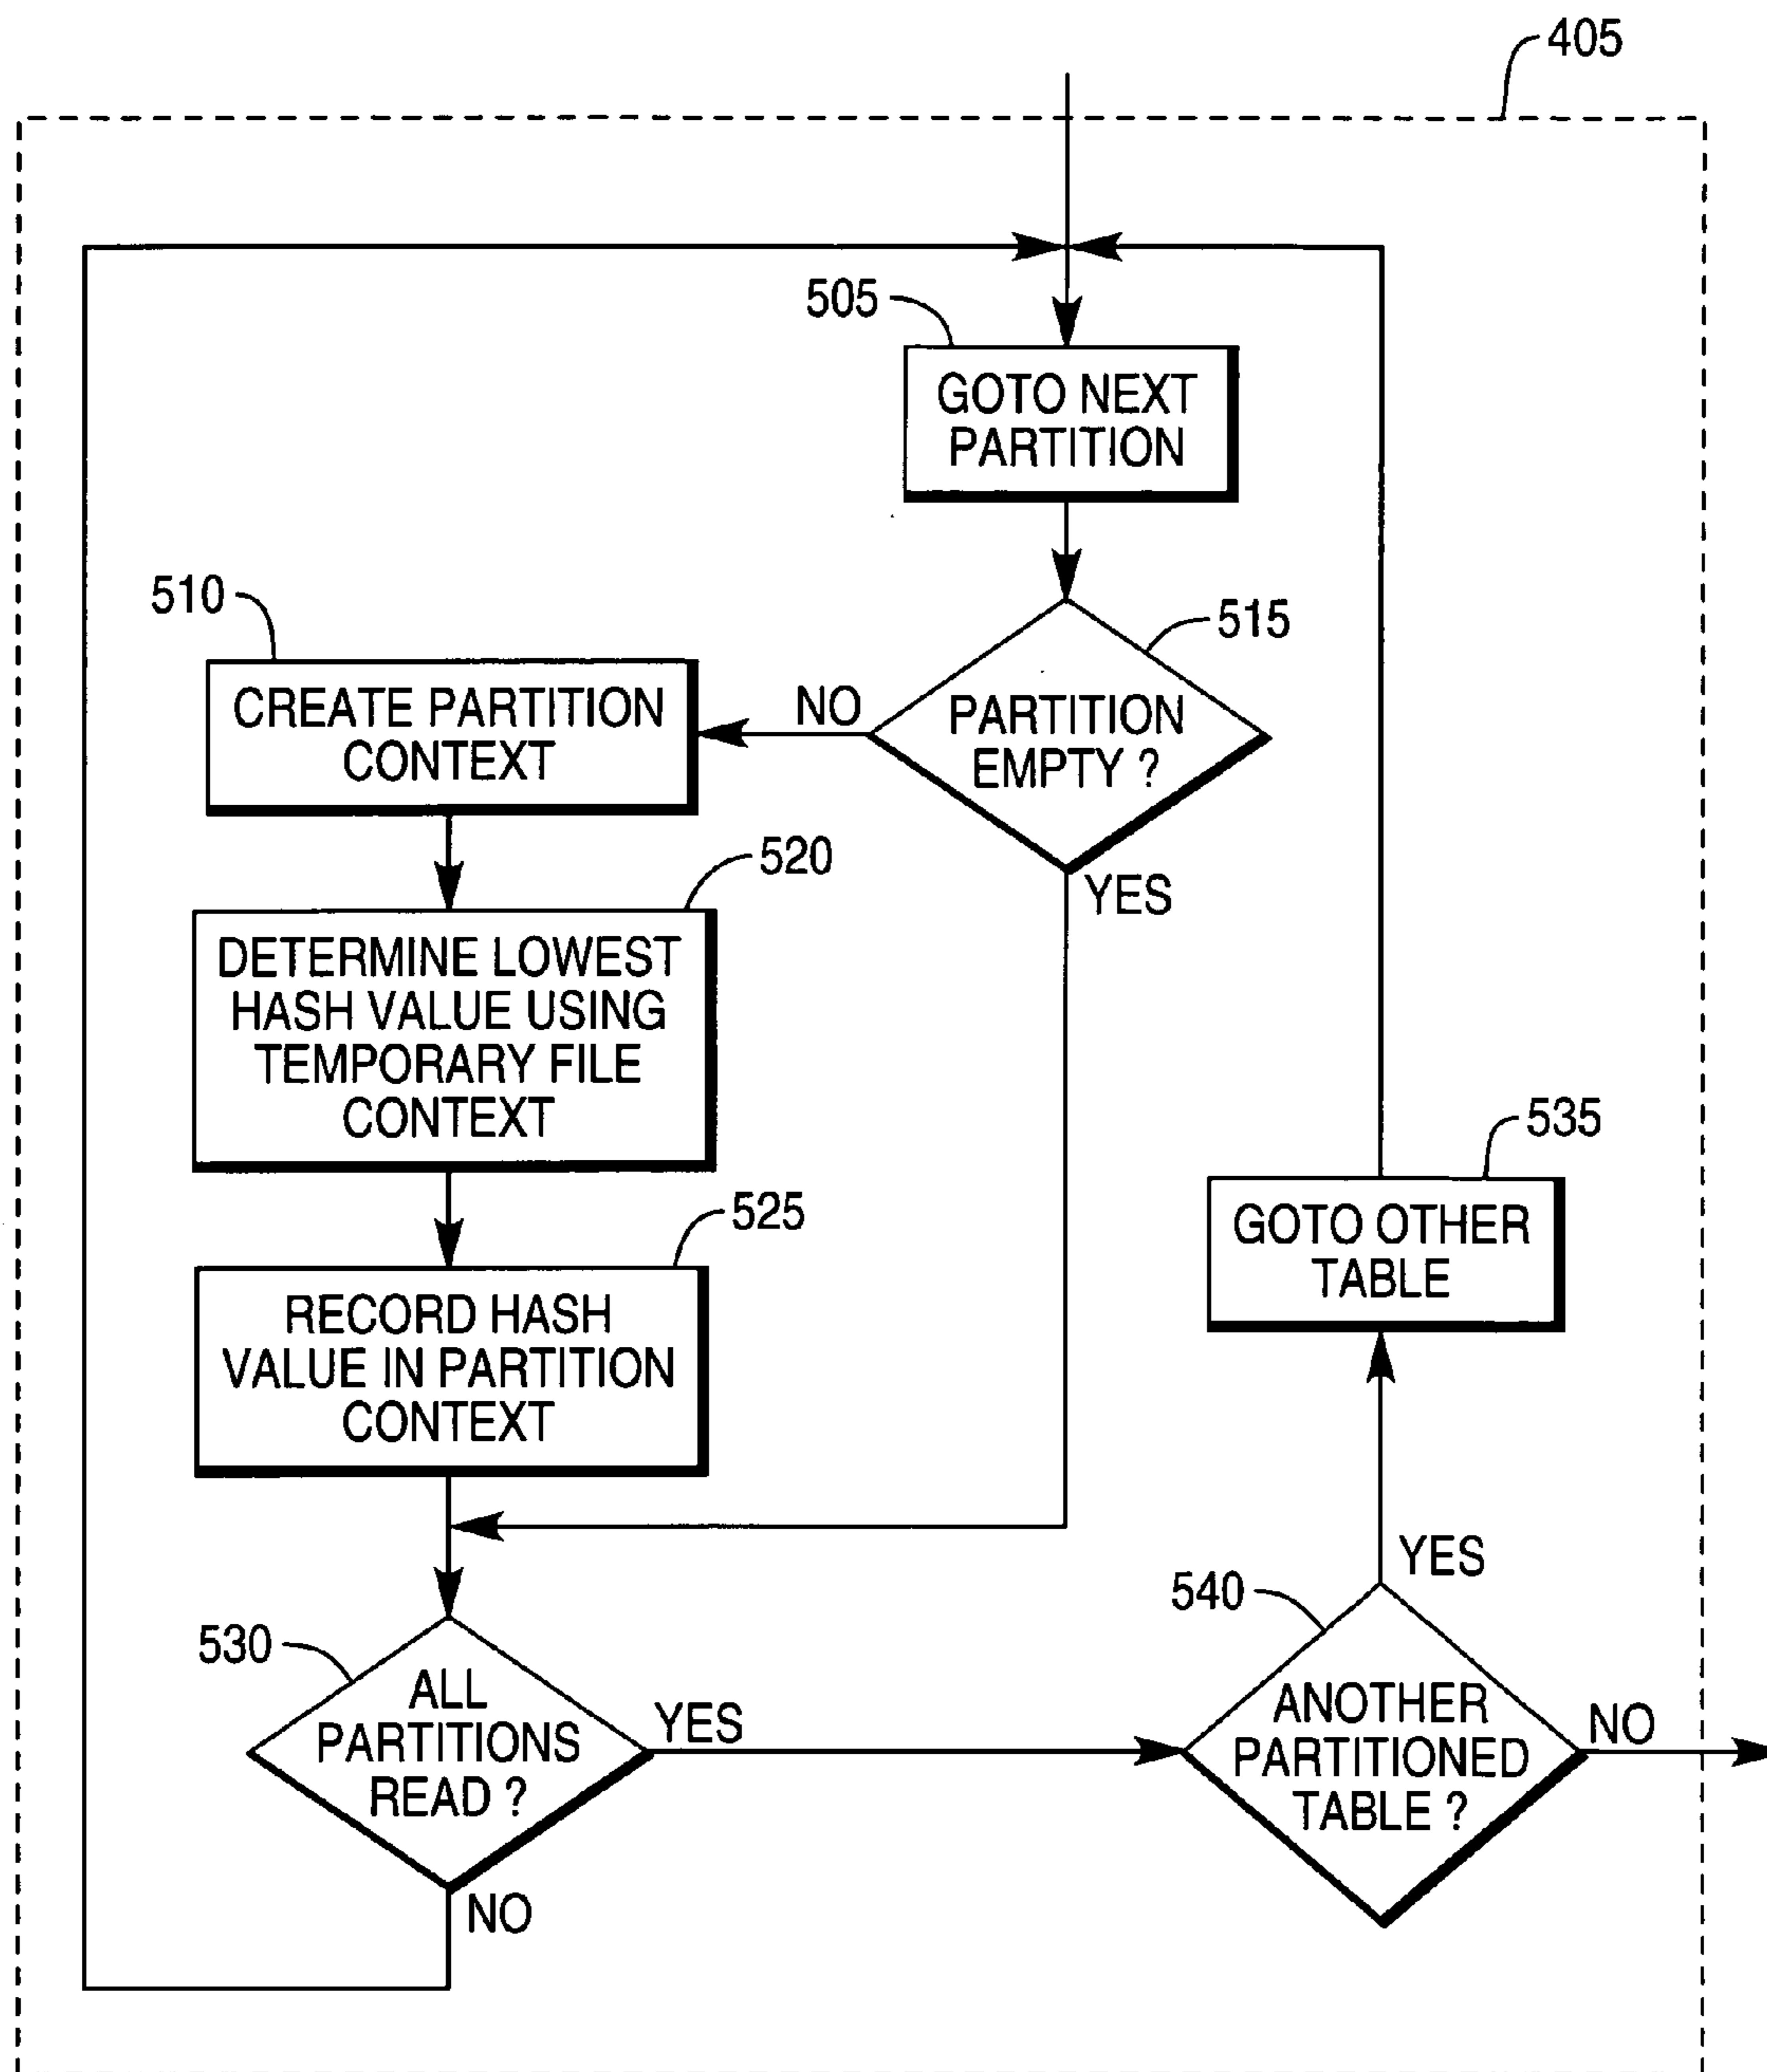 405
505
GOTO NEXT
PARTITION
510
515
CREATE PARTITION
CONTEXT
NO
PARTITION
EMPTY ?
YES
520
DETERMINE LOWEST
HASH VALUE USING
TEMPORARY FILE
CONTEXT
525
RECORD HASH
VALUE IN PARTITION
CONTEXT
535
GOTO OTHER
TABLE
530
ALL
PARTITIONS
READ ?
YES
NO
540
YES
ANOTHER
PARTITIONED
TABLE ?
NO